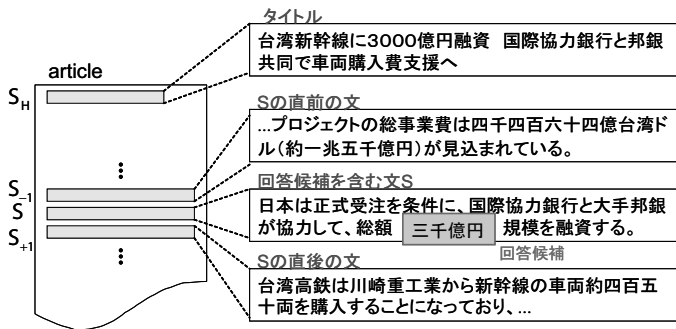 タイトル
台湾新幹線に3000億円融資 国際協力銀行と邦銀
共同で車両購入費支援へ
article
S_H
Sの直前の文
...プロジェクトの総事業費は四千四百六十四億台湾ド
ル(約一兆五千億円)が見込まれている。
S_-1
回答候補を含む文S
S
日本は正式受注を条件に、国際協力銀行と大手邦銀
が協力して、総額 三千億円 規模を融資する。
S_+1
回答候補
Sの直後の文
台湾高鉄は川崎重工業から新幹線の車両約四百五
十両を購入することになっており、...